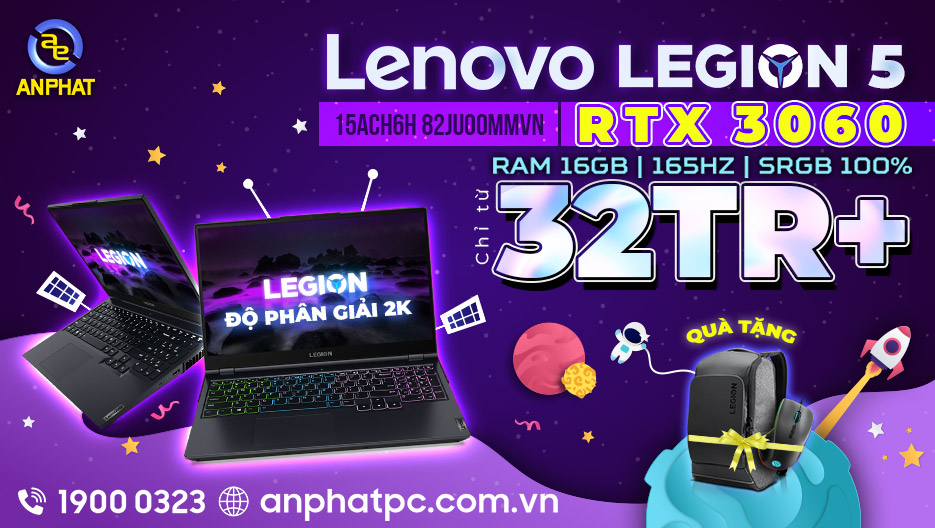 ANPHAT
Lenovo LEGION 5
15ACH6H 82JU00MMVN
RTX 3060
RAM 16GB | 165HZ | SRGB 100%
Chỉ từ
32TR+
LEGION
LEGION
ĐỘ PHÂN GIẢI 2K
LEGION
QUÀ TẶNG
LEGION
1900 0323
anphatpc.com.vn